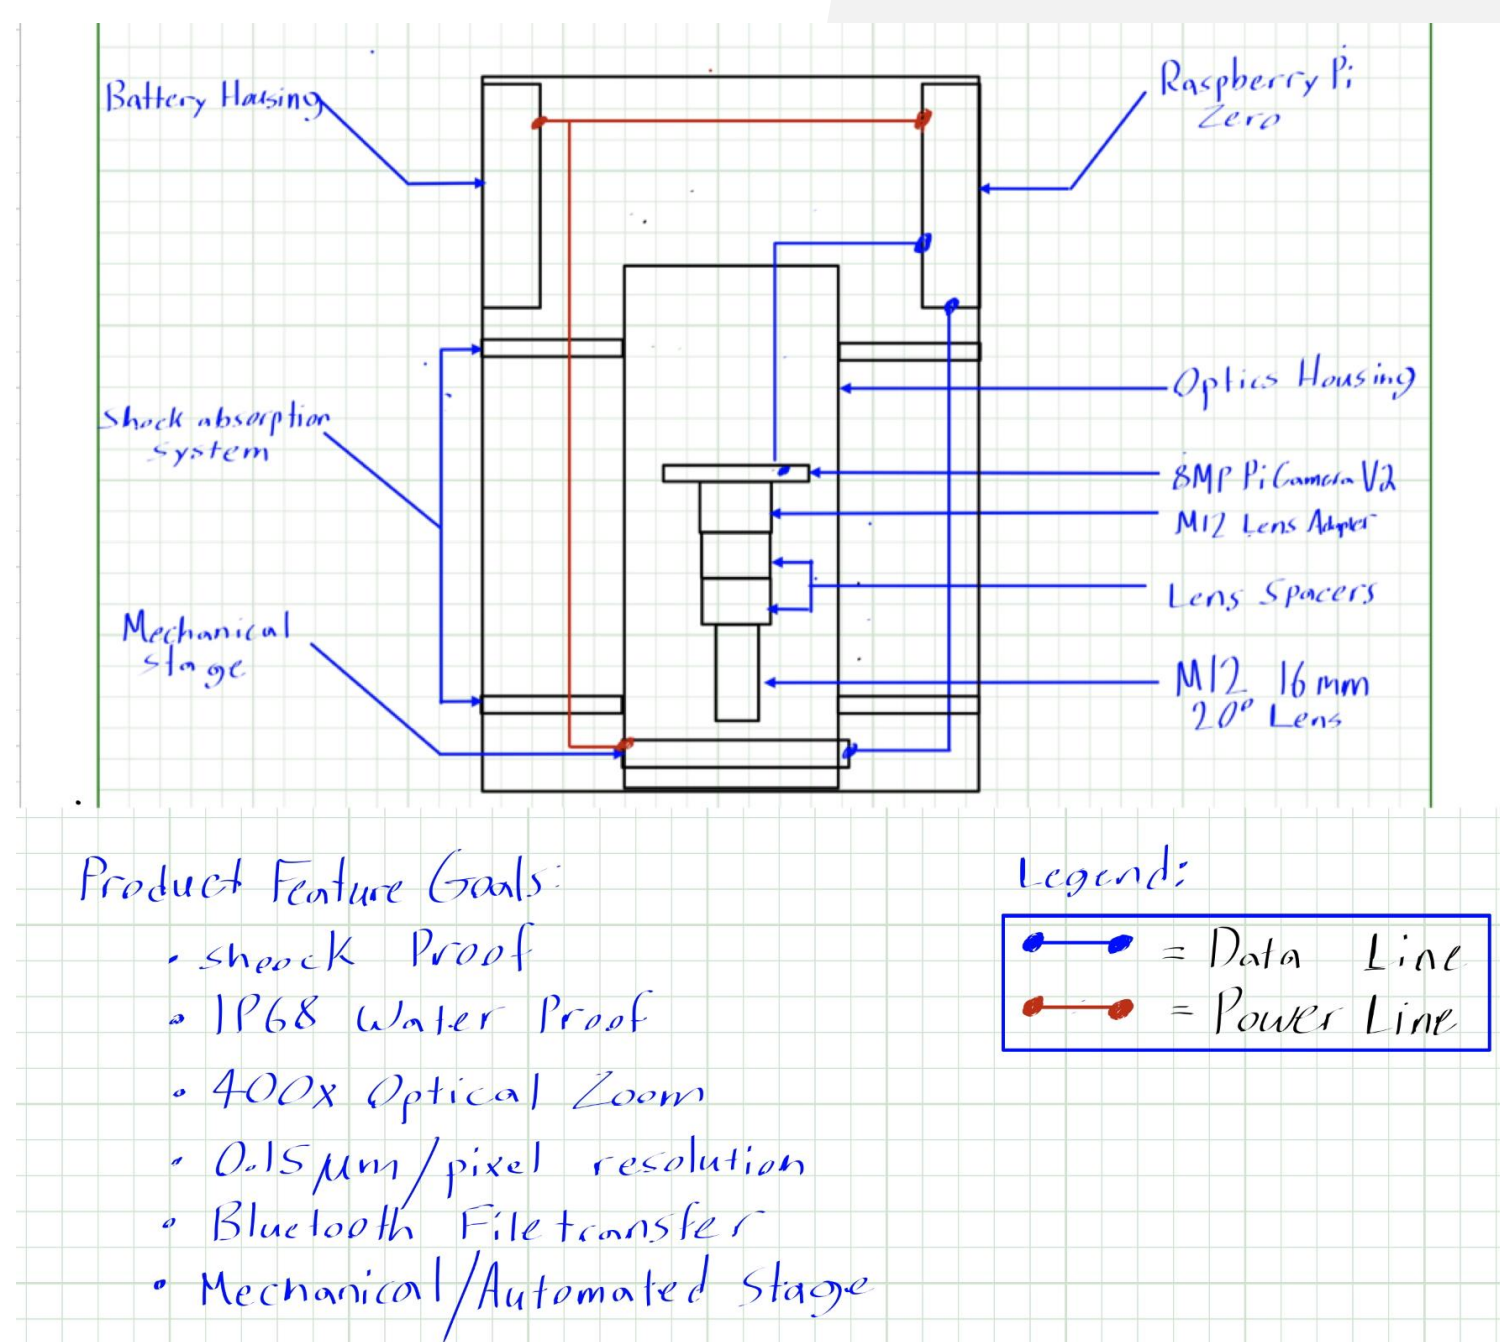 Battery Housing
Raspberry Pi
Zero
Optics Housing
Shock absorption
system
8MP Pi Camera V2
M12 Lens Adapter
Lens Spacers
Mechanical
stage
M12 16mm
20° Lens
Product Feature Goals:
• shoock Proof
• IP68 Water Proof
• 400x Optical Zoom
• 0.15µm/pixel resolution
• Bluetooth File transfer
• Mechanical/Automated Stage
Legend:
= Data Line
= Power Line